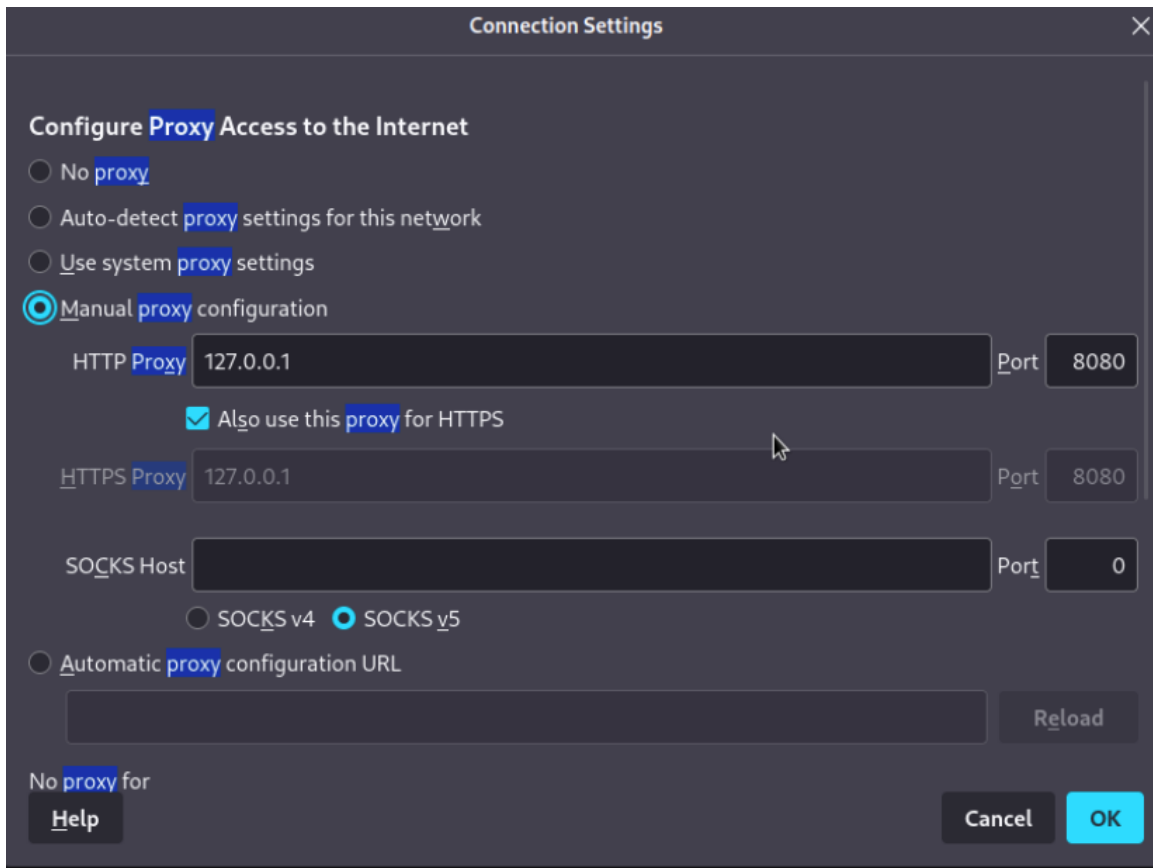 Connection Settings
Configure Proxy Access to the Internet
No proxy
Auto-detect proxy settings for this network
Use system proxy settings
Manual proxy configuration
HTTP Proxy 127.0.0.1 Port 8080
Also use this proxy for HTTPS
HTTPS Proxy 127.0.0.1 Port 8080
SOCKS Host Port 0
SOCKS v4 SOCKS v5
Automatic proxy configuration URL
Reload
No proxy for
Help Cancel OK